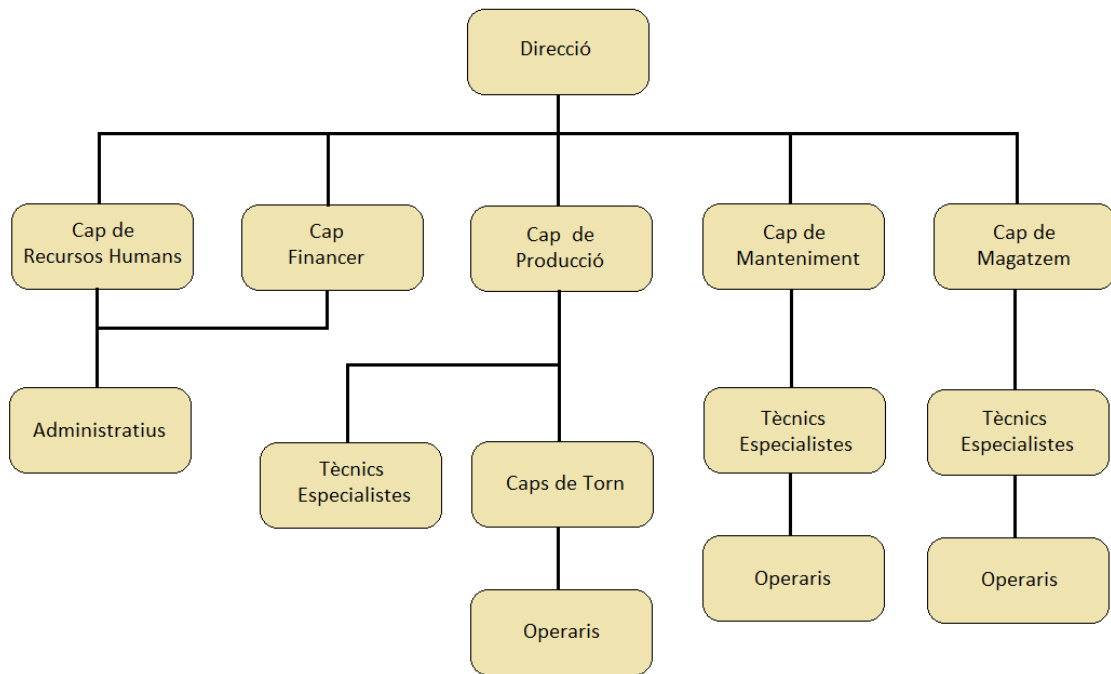 Direcció
Cap de
Recursos Humans
Cap
Financer
Cap de
Producció
Cap de
Manteniment
Cap de
Magatzem
Administratius
Tècnics
Especialistes
Caps de Torn
Tècnics
Especialistes
Tècnics
Especialistes
Operaris
Operaris
Operaris